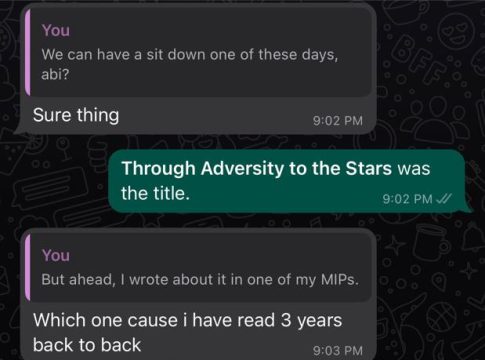 You
We can have a sit down one of these days,
abi?
Sure thing
9:02 PM
Through Adversity to the Stars was
the title.
9:02 PM
You
But ahead, I wrote about it in one of my MIPs.
Which one cause i have read 3 years
back to back
9:03 PM